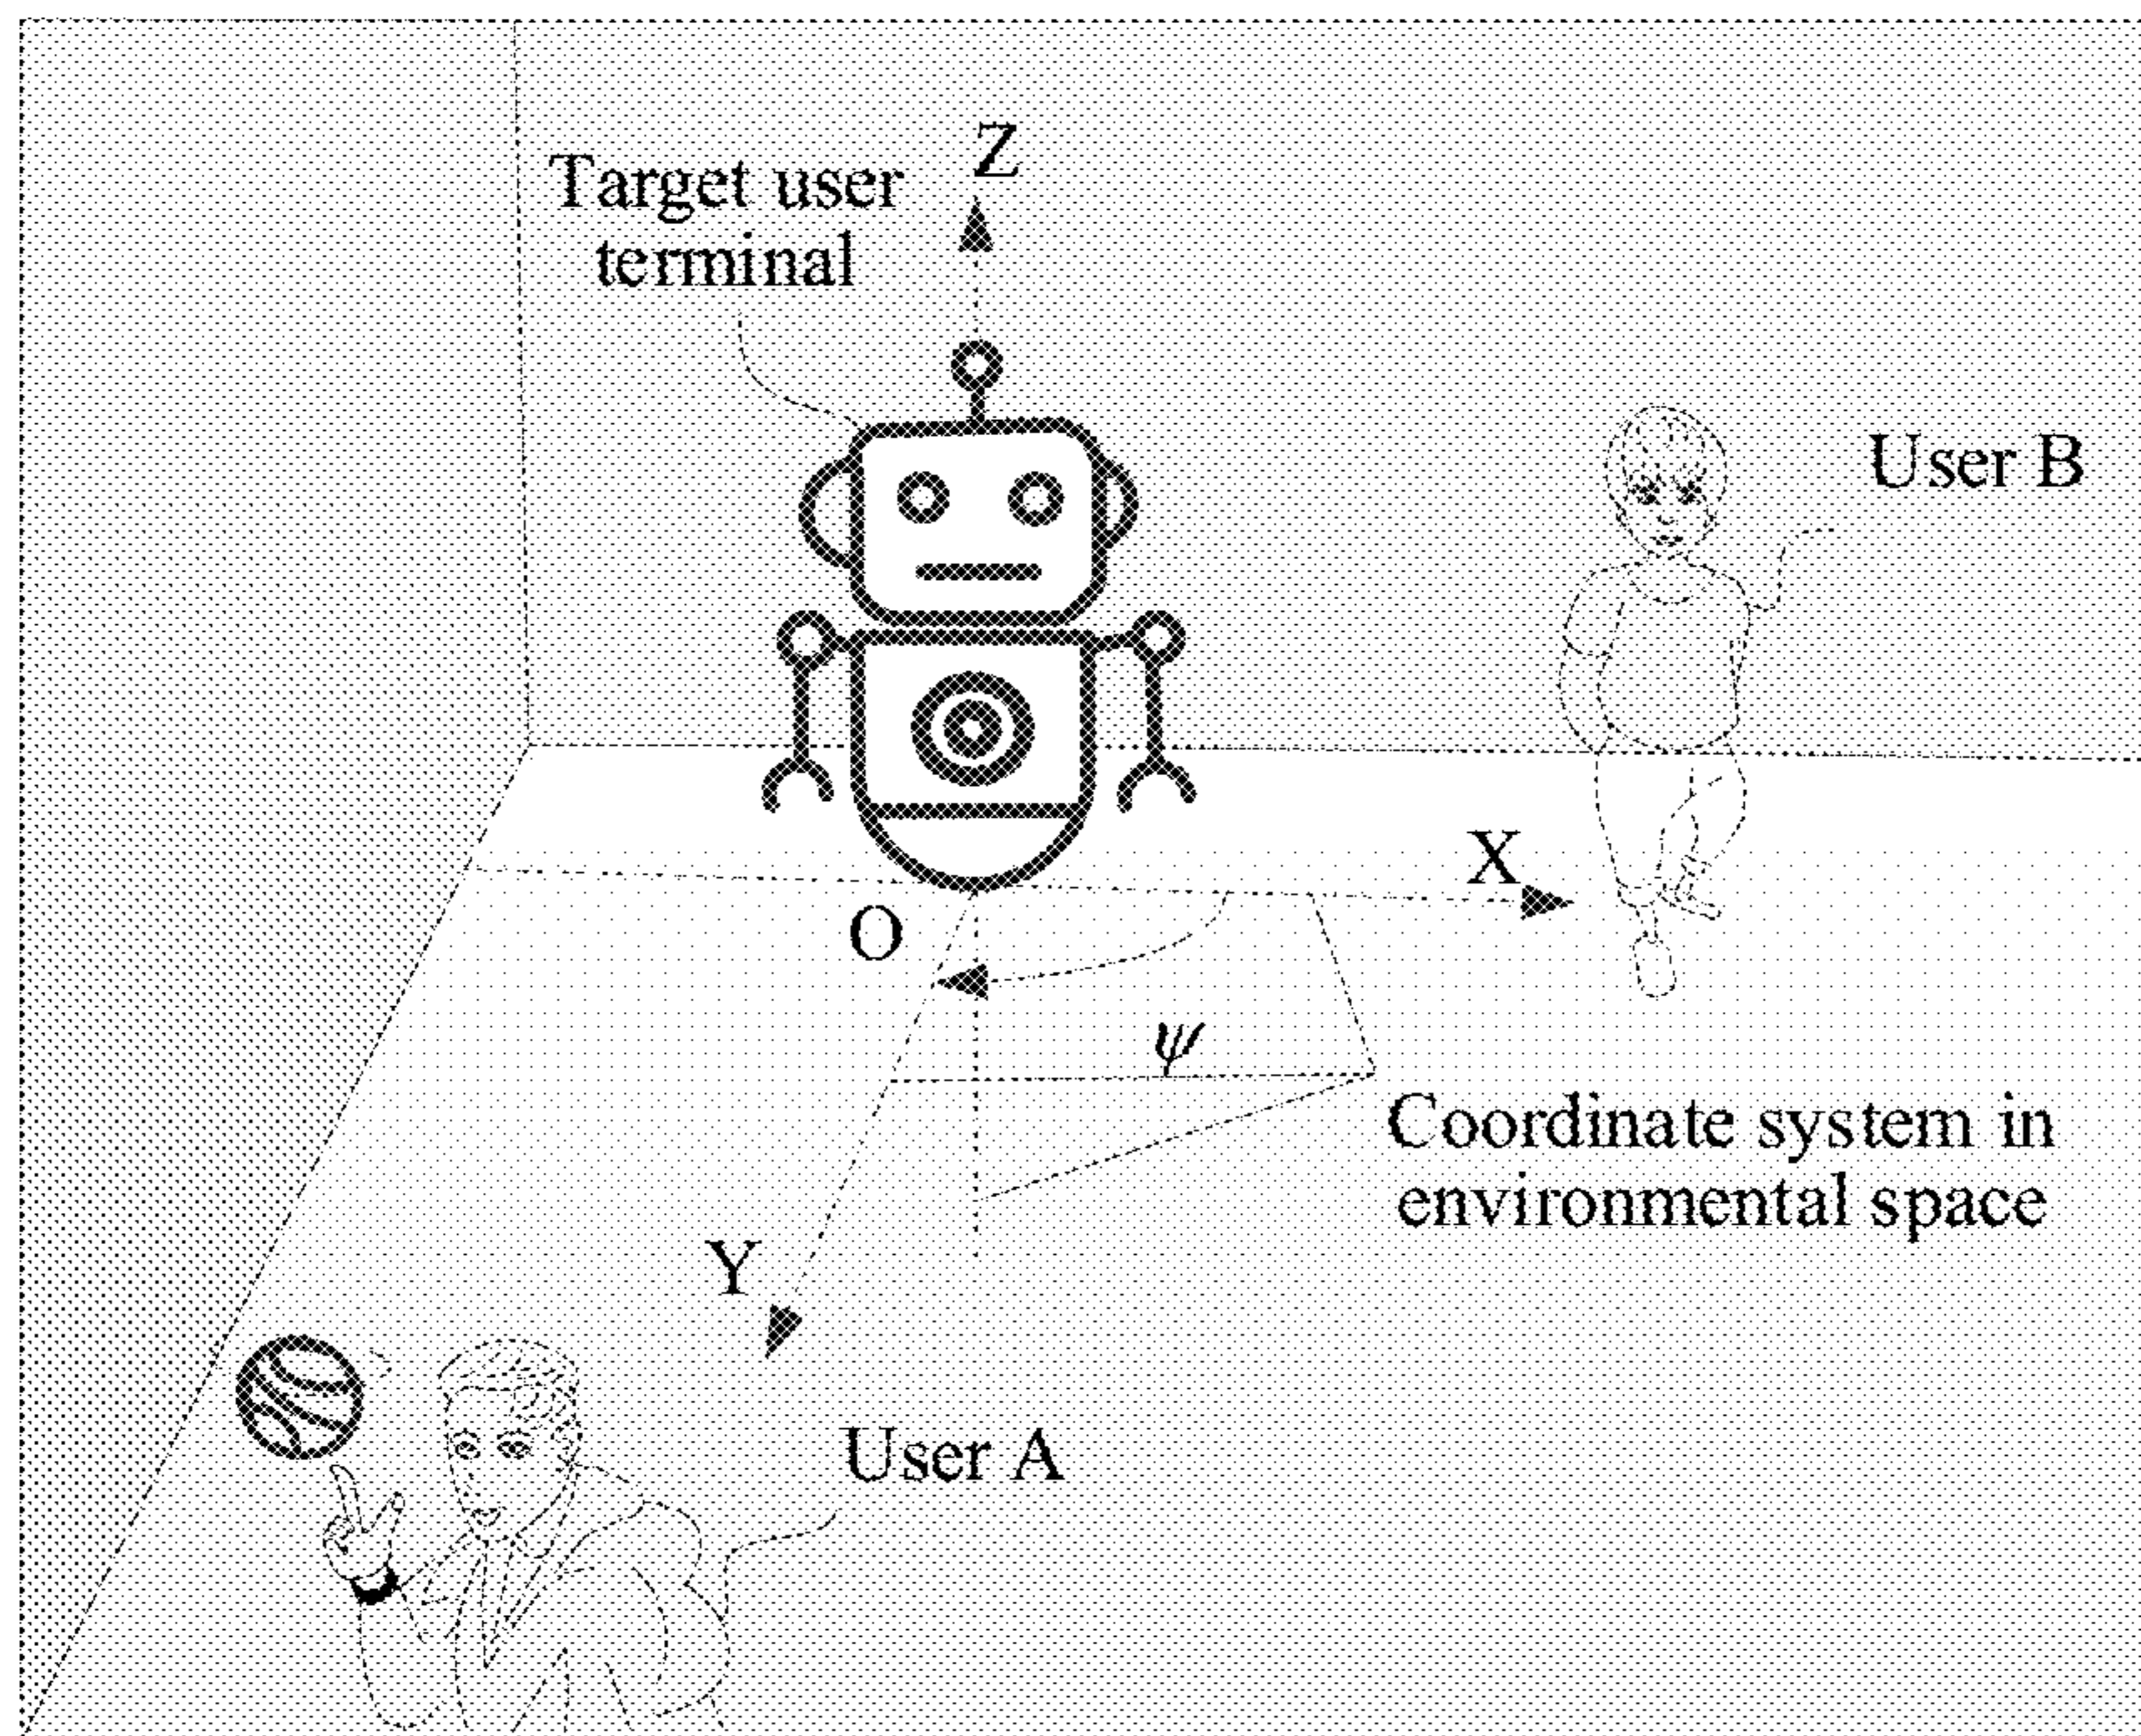 Z
Target user
terminal
User B
X
O
ψ
Coordinate system in
environmental space
Y
User A